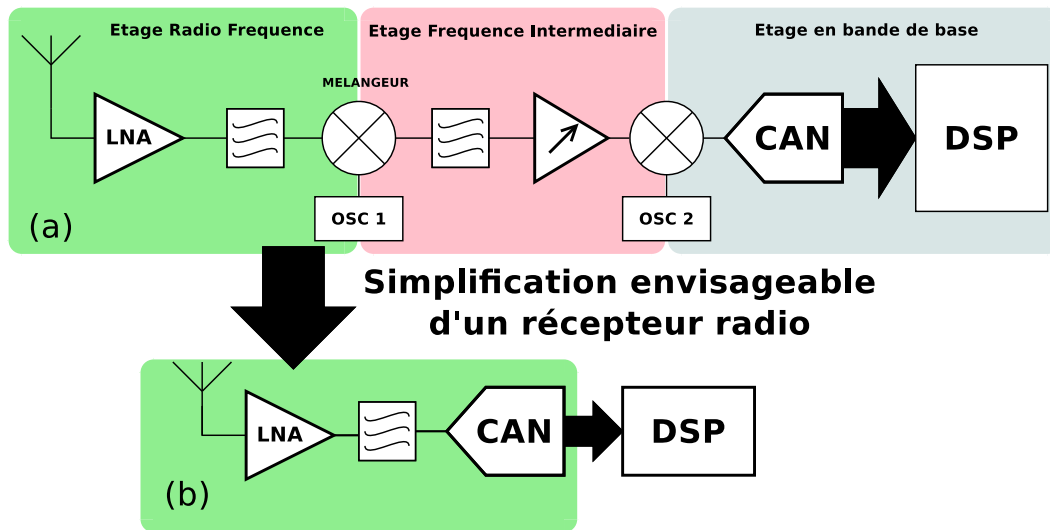 Etage Radio Frequence
Etage Frequence Intermediaire
Etage en bande de base
MELANGEUR
LNA
CAN
DSP
OSC 1
OSC 2
(a)
Simplification envisageable
d'un récepteur radio
LNA
CAN
DSP
(b)